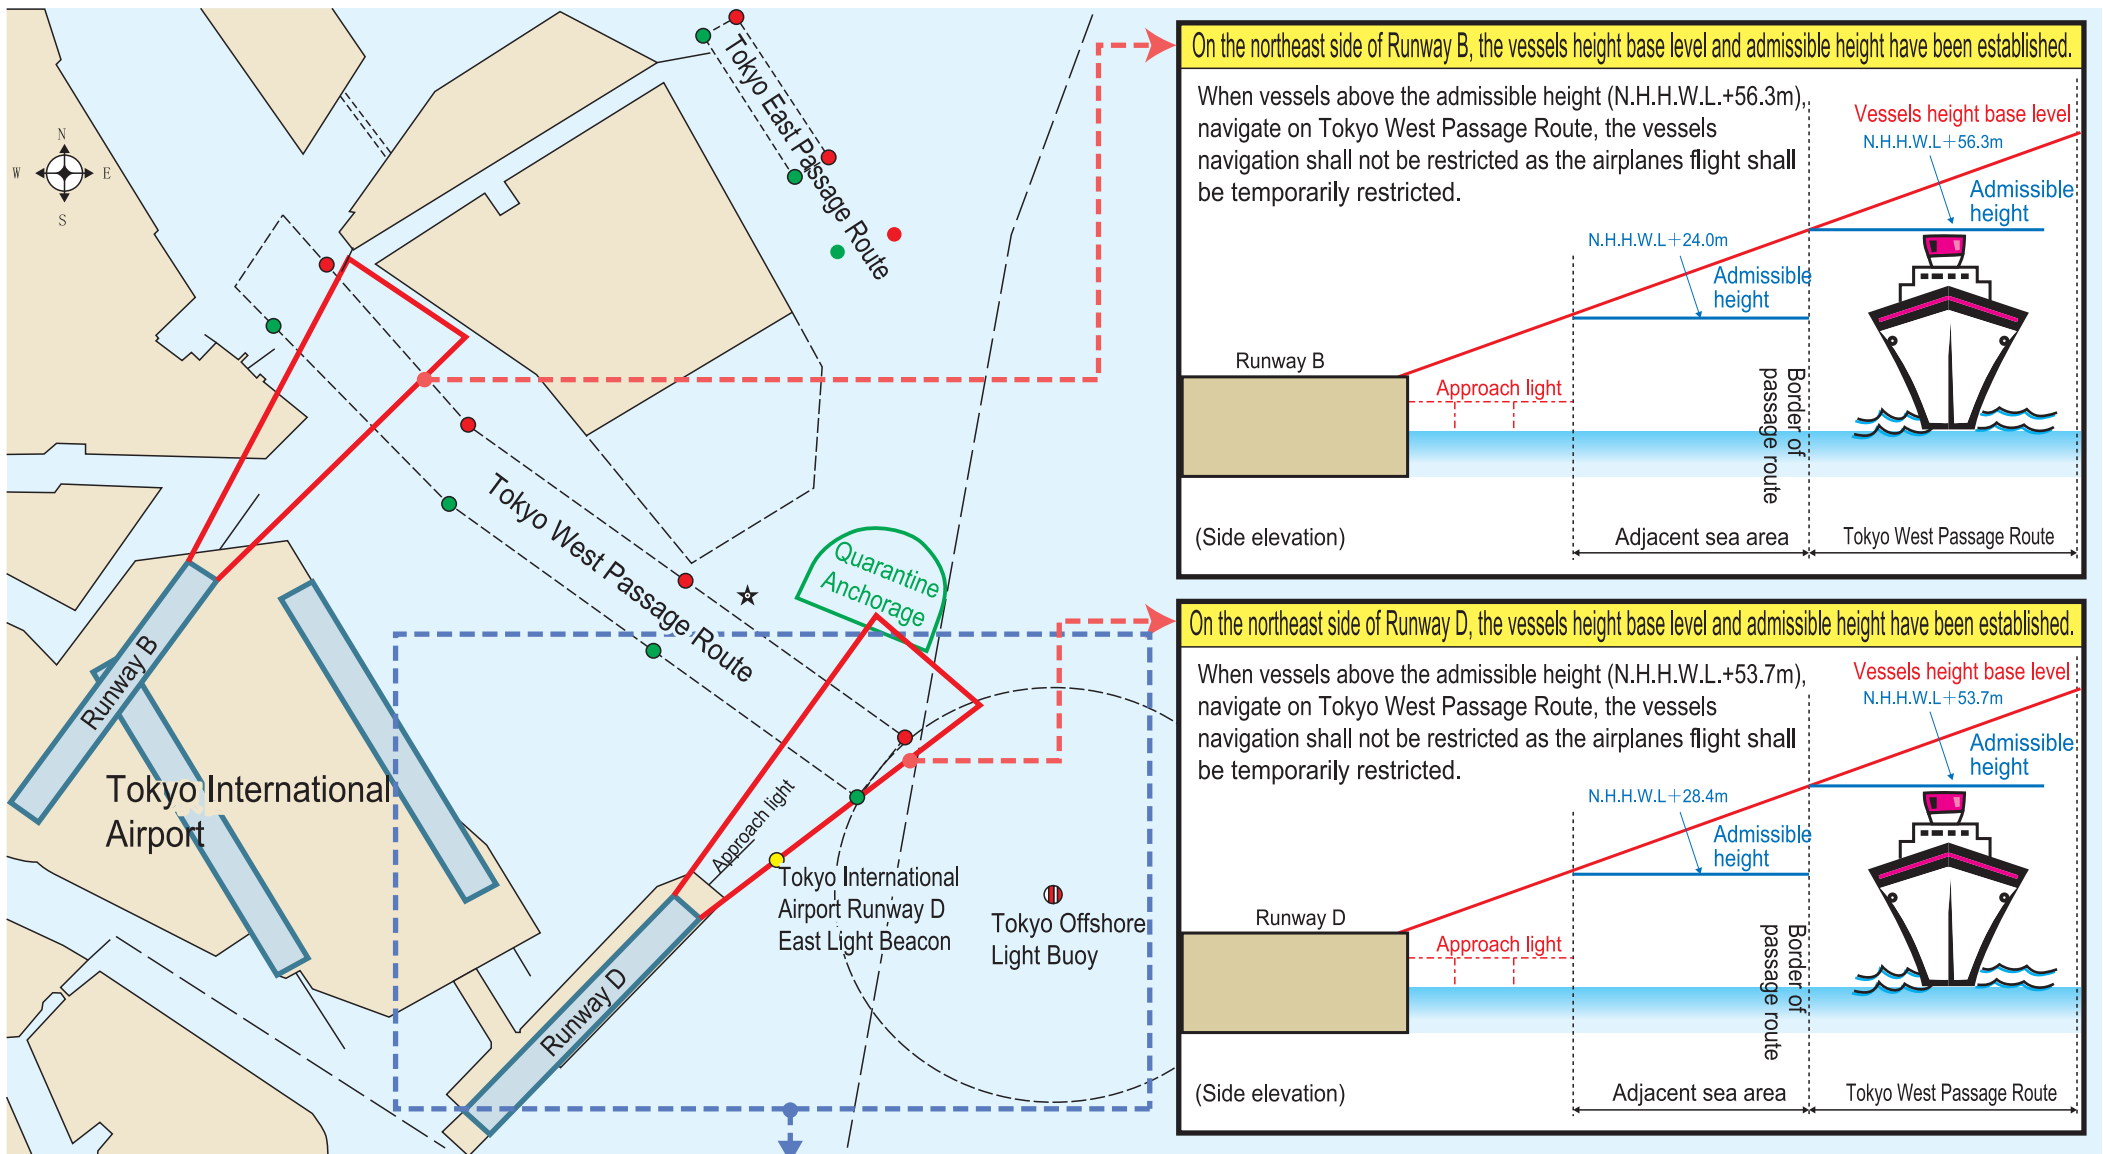 N
W
E
S
Tokyo East Passage Route
Tokyo West Passage Route
Quarantine
Anchorage
Runway B
Tokyo International
Airport
Approach light
Tokyo International
Airport Runway D
East Light Beacon
Tokyo Offshore
Light Buoy
Runway D
On the northeast side of Runway B, the vessels height base level and admissible height have been established.
When vessels above the admissible height (N.H.H.W.L.+56.3m),
navigate on Tokyo West Passage Route, the vessels
navigation shall not be restricted as the airplanes flight shall
be temporarily restricted.
Vessels height base level
N.H.H.W.L+56.3m
Admissible
height
N.H.H.W.L+24.0m
Admissible
height
Runway B
Approach light
Border of
passage route
(Side elevation)
Adjacent sea area
Tokyo West Passage Route
On the northeast side of Runway D, the vessels height base level and admissible height have been established.
When vessels above the admissible height (N.H.H.W.L.+53.7m),
navigate on Tokyo West Passage Route, the vessels
navigation shall not be restricted as the airplanes flight shall
be temporarily restricted.
Vessels height base level
N.H.H.W.L+53.7m
Admissible
height
N.H.H.W.L+28.4m
Admissible
height
Runway D
Approach light
Border of
passage route
(Side elevation)
Adjacent sea area
Tokyo West Passage Route